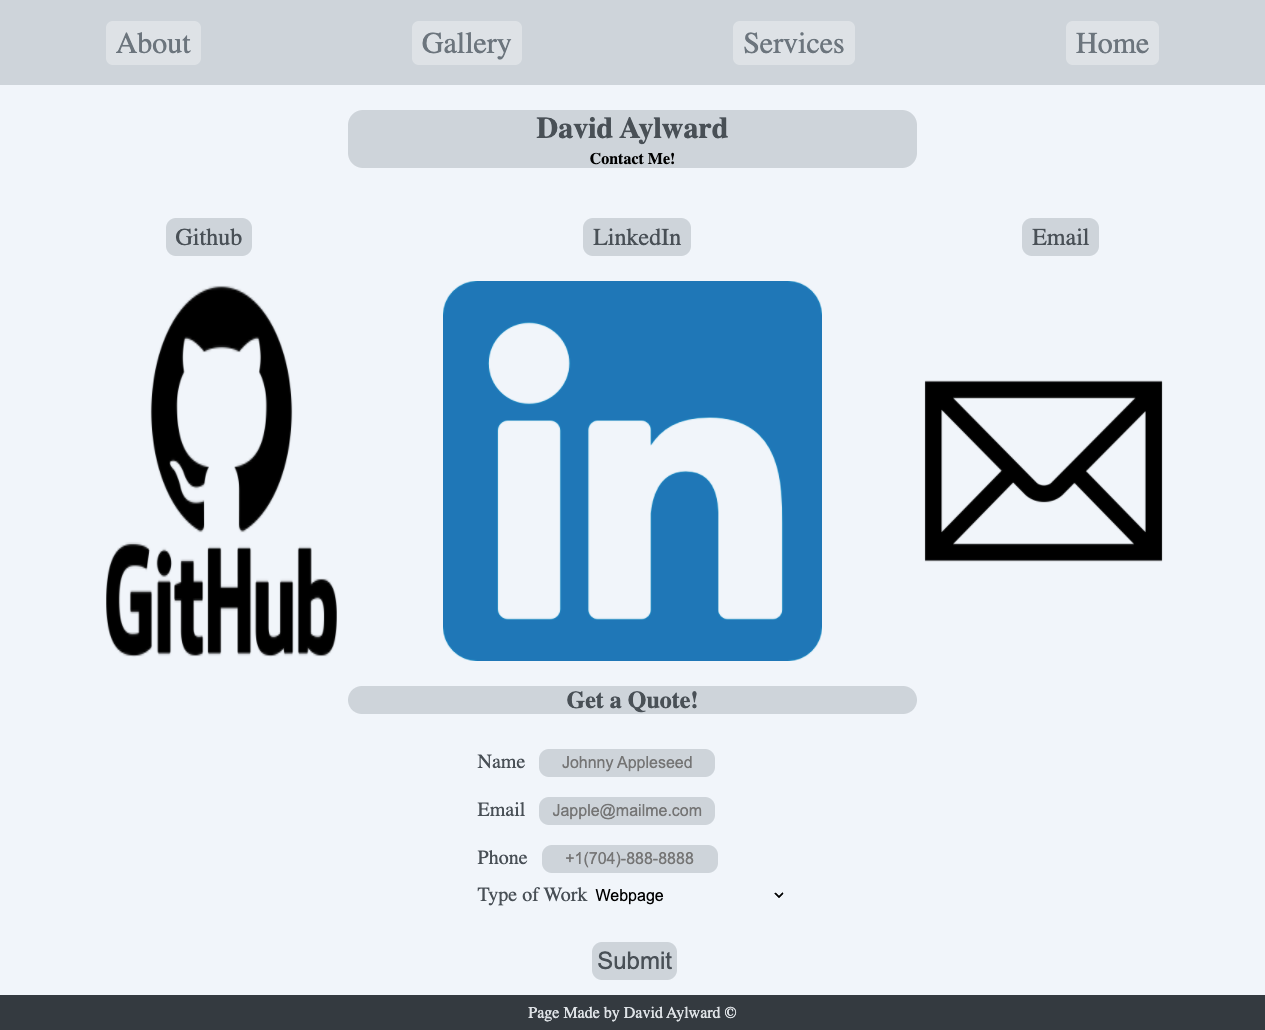 About Gallery Services Home
David Aylward
Contact Me!
Github LinkedIn Email
in
GitHub
Get a Quote!
Name Johnny Appleseed
Email Japple@mailme.com
Phone +1(704)-888-8888
Type of Work Webpage
Submit
Page Made by David Aylward ©